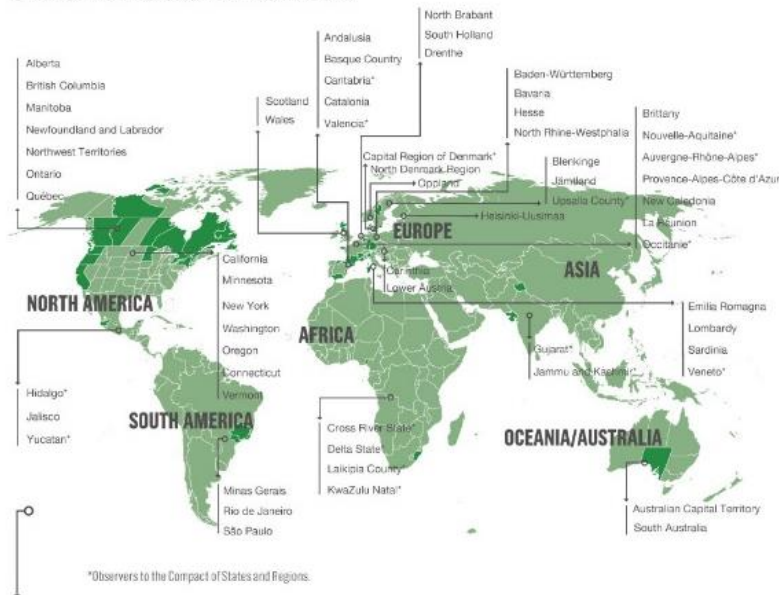 North Brabant
South Holland
Drenthe
Andalusia
Basque Country
Cantabria*
Catalonia
Valencia*
Alberta
British Columbia
Manitoba
Newfoundland and Labrador
Northwest Territories
Ontario
Québec
Scotland
Wales
Baden-Württemberg
Bavaria
Hesse
North Rhine-Westphalia
Capital Region of Denmark*
North Denmark Region
Oppland
Blenkinge
Jämtland
Upsalla County*
Helsinki-Uusimaa
Brittany
Nouvelle-Aquitaine*
Auvergne-Rhône-Alpes*
Provence-Alpes-Côte d'Azur
New Caledonia
La Réunion
Occitanie*
EUROPE
ASIA
Carinthia
Lower Austria
California
Minnesota
New York
Washington
Oregon
Connecticut
Vermont
NORTH AMERICA
AFRICA
Emilia Romagna
Lombardy
Sardinia
Veneto*
Gujarat*
Jammu and Kashmir*
Hidalgo*
Jalisco
Yucatan*
SOUTH AMERICA
Cross River State*
Delta State*
Laikipia County*
KwaZulu Natal*
OCEANIA/AUSTRALIA
Minas Gerais
Rio de Janeiro
São Paulo
Australian Capital Territory
South Australia
*Observers to the Compact of States and Regions.